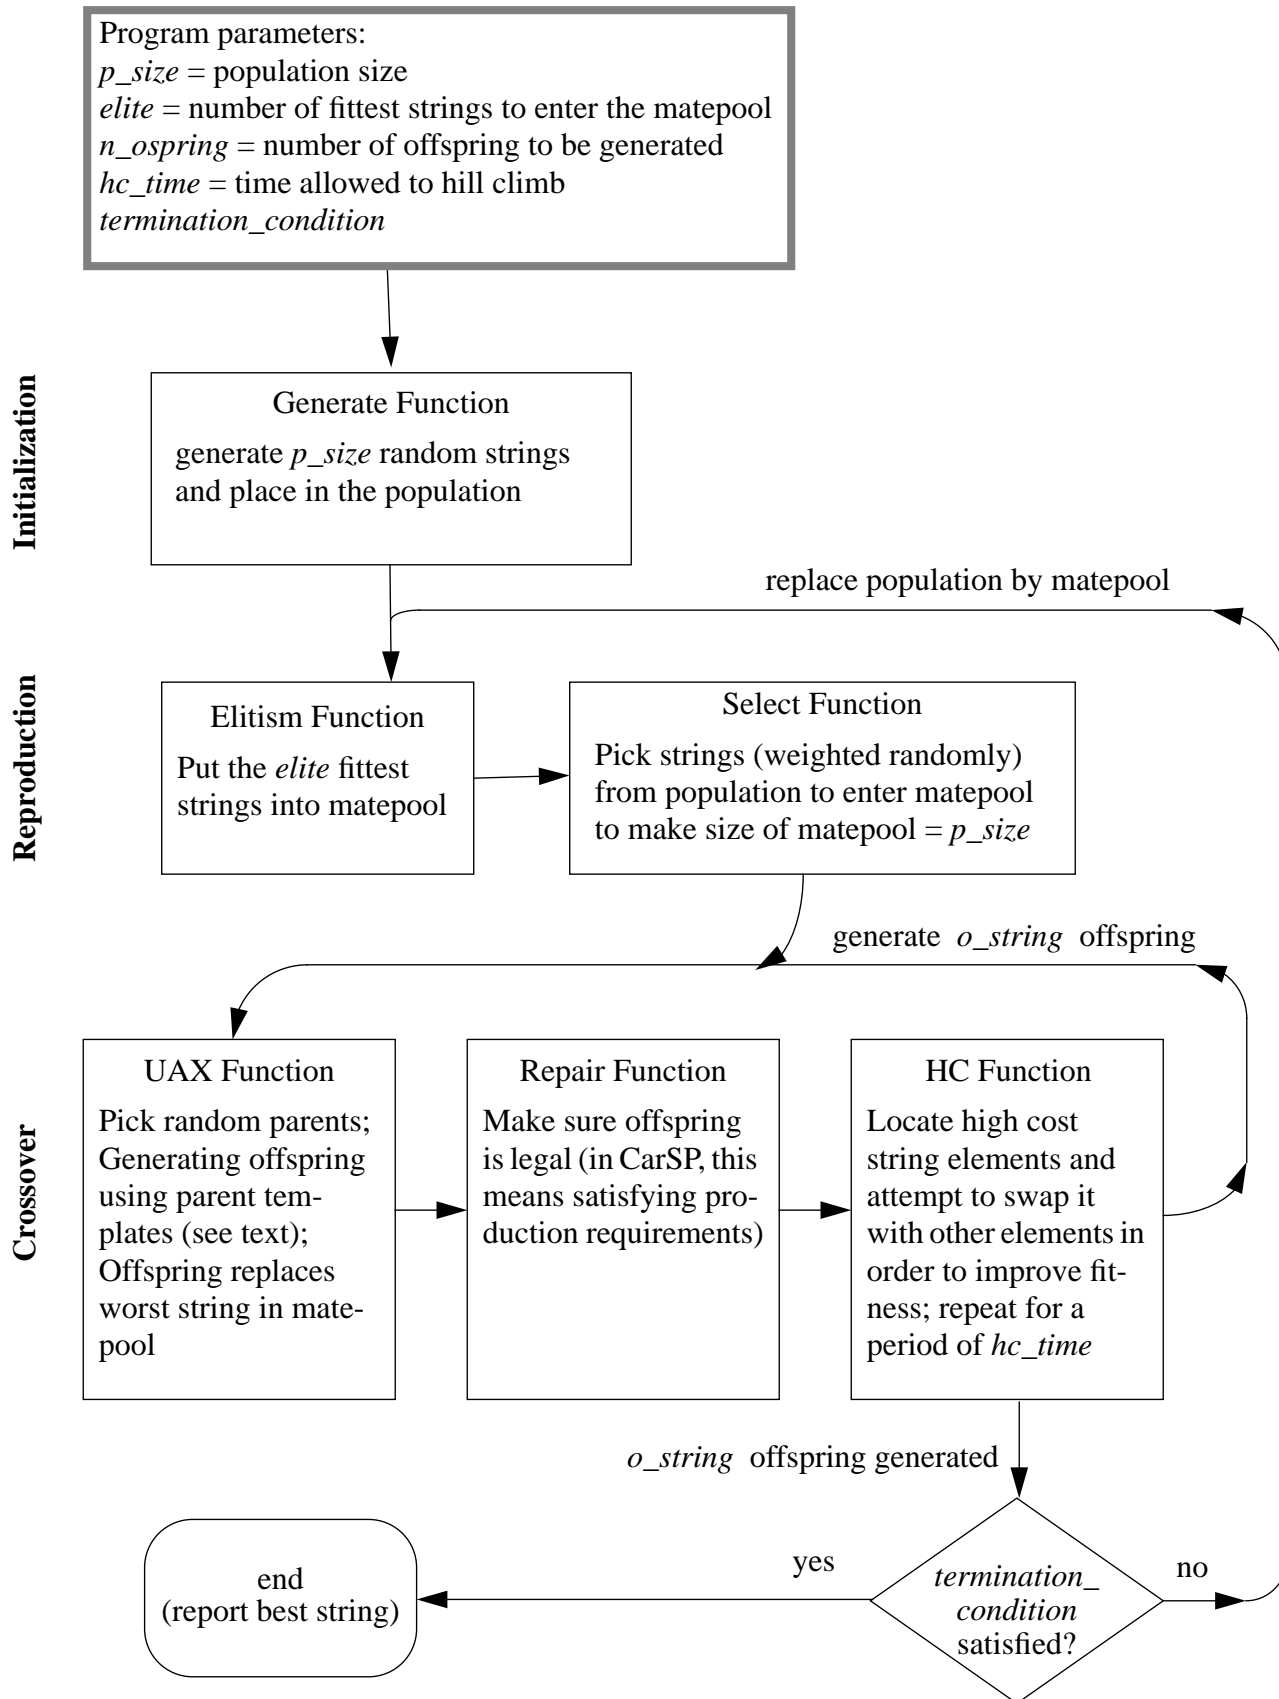 Program parameters:
p_size = population size
elite = number of fittest strings to enter the matepool
n_ospring = number of offspring to be generated
hc_time = time allowed to hill climb
termination_condition
Initialization
Generate Function
generate p_size random strings
and place in the population
replace population by matepool
Reproduction
Elitism Function
Put the elite fittest
strings into matepool
Select Function
Pick strings (weighted randomly)
from population to enter matepool
to make size of matepool = p_size
generate o_string offspring
Crossover
UAX Function
Pick random parents;
Generating offspring
using parent tem-
plates (see text);
Offspring replaces
worst string in mate-
pool
Repair Function
Make sure offspring
is legal (in CarSP, this
means satisfying pro-
duction requirements)
HC Function
Locate high cost
string elements and
attempt to swap it
with other elements in
order to improve fit-
ness; repeat for a
period of hc_time
o_string offspring generated
termination_
condition
satisfied?
yes
no
end
(report best string)